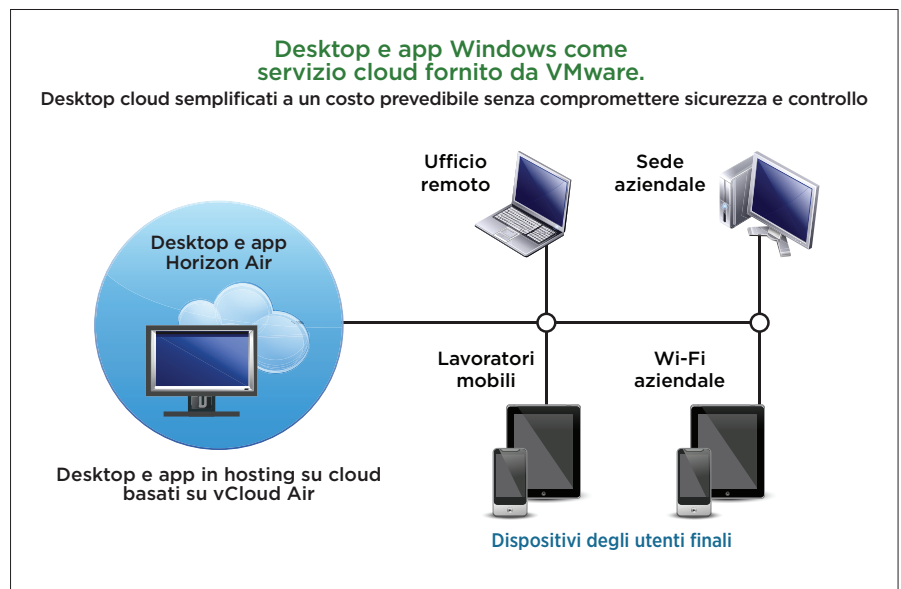 Desktop e app Windows come
servizio cloud fornito da VMware.
Desktop cloud semplificati a un costo prevedibile senza compromettere sicurezza e controllo
Ufficio
remoto
Sede
aziendale
Desktop e app
Horizon Air
Lavoratori
mobili
Wi-Fi
aziendale
Desktop e app in hosting su cloud
basati su vCloud Air
Dispositivi degli utenti finali